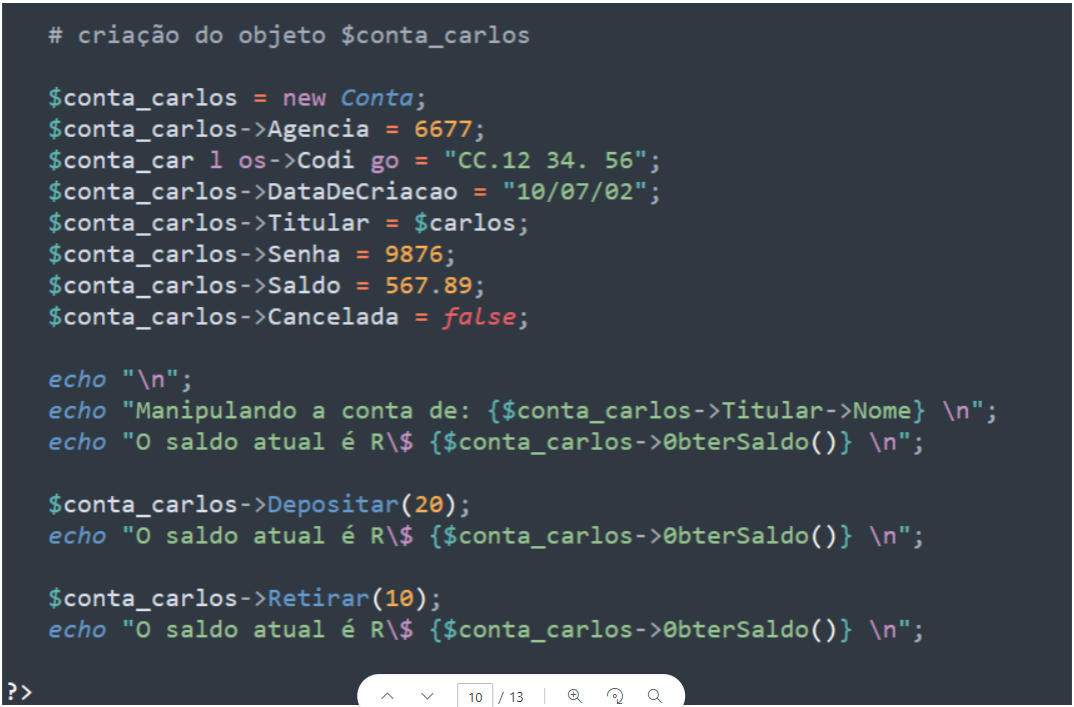 # criação do objeto $conta_carlos
$conta_carlos = new Conta;
$conta_carlos->Agencia = 6677;
$conta_car l os->Codi go = "CC.12 34. 56";
$conta_carlos->DataDeCriacao = "10/07/02";
$conta_carlos->Titular = $carlos;
$conta_carlos->Senha = 9876;
$conta_carlos->Saldo = 567.89;
$conta_carlos->Cancelada = false;
echo "\n";
echo "Manipulando a conta de: {$conta_carlos->Titular->Nome} \n";
echo "O saldo atual é R\$ {$conta_carlos->0bterSaldo()} \n";
$conta_carlos->Depositar(20);
echo "O saldo atual é R\$ {$conta_carlos->0bterSaldo()} \n";
$conta_carlos->Retirar(10);
echo "O saldo atual é R\$ {$conta_carlos->0bterSaldo()} \n";
?>
10 / 13